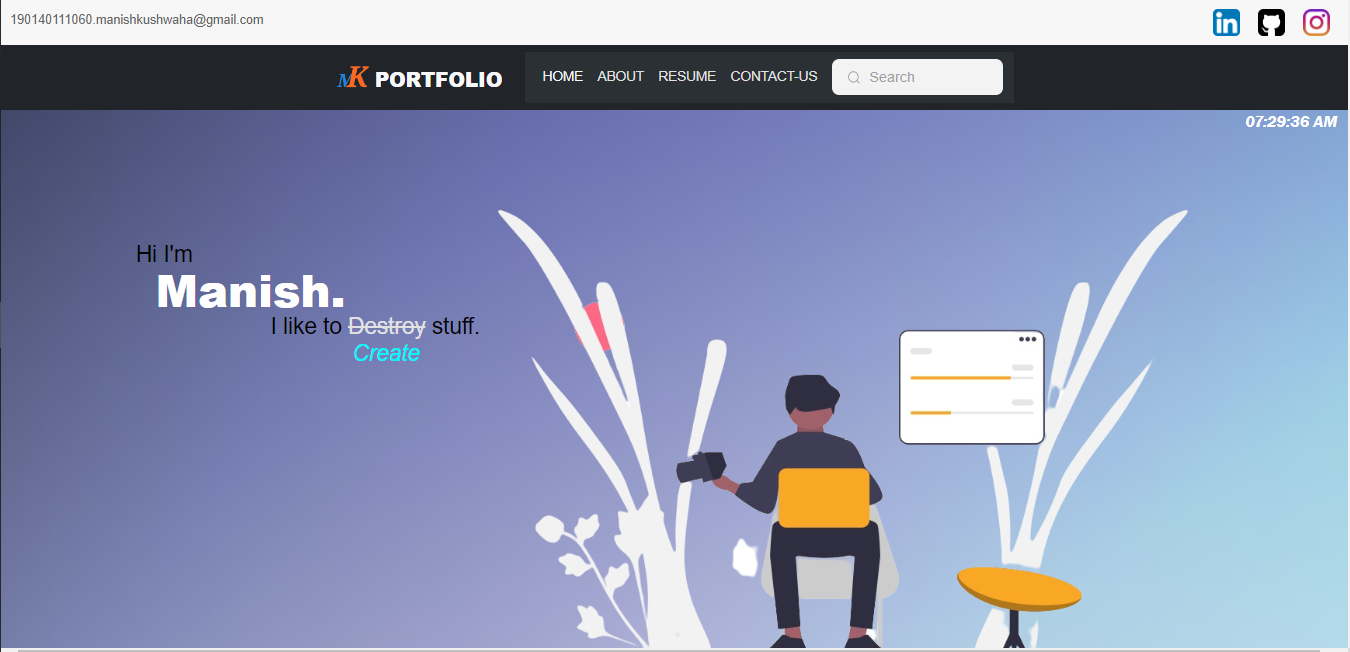 190140111060.manishkushwaha@gmail.com
in
MK PORTFOLIO HOME ABOUT RESUME CONTACT-US Search
07:29:36 AM
Hi I'm
Manish.
I like to Destroy stuff.
Create